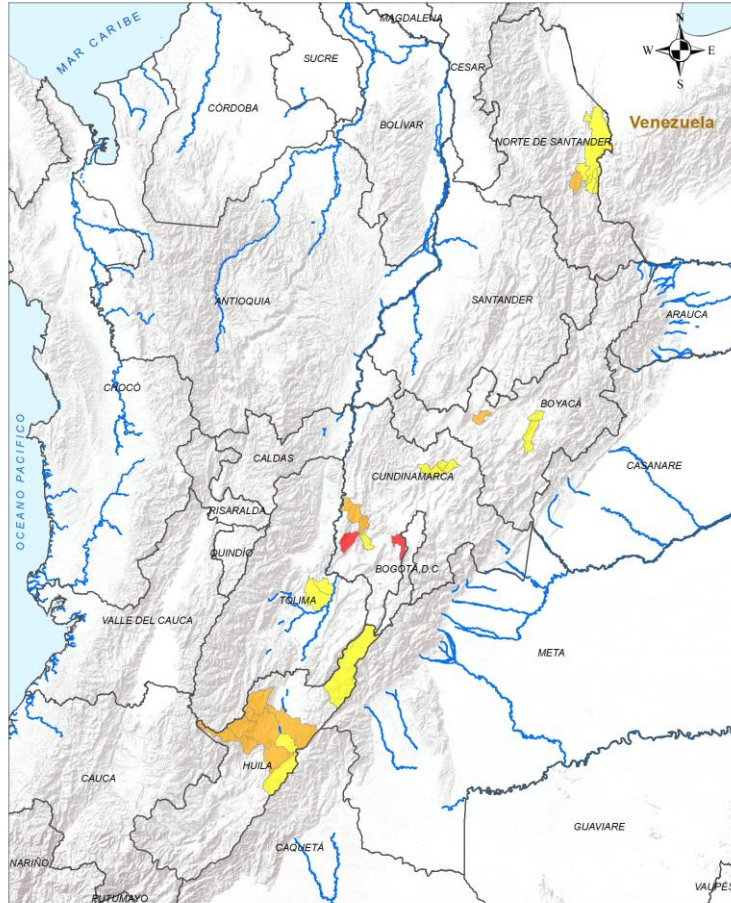 MAGDALENA
N
MAR CARIBE
SUCRE
CESAR
W
E
S
CÓRDOBA
BOLÍVAR
Venezuela
NORTE DE SANTANDER
ANTIOQUIA
SANTANDER
ARAUCA
CHOCÓ
BOYACÁ
OCEANO PACIFICO
CALDAS
CUNDINAMARCA
CASANARE
RISARALDA
QUINDÍO
BOGOTÁ, D.C
TOLIMA
VALLE DEL CAUCA
META
HUILA
CAUCA
GUAVIARE
CAQUETÁ
NARIÑO
PUTUMAYO
VAUPÉS